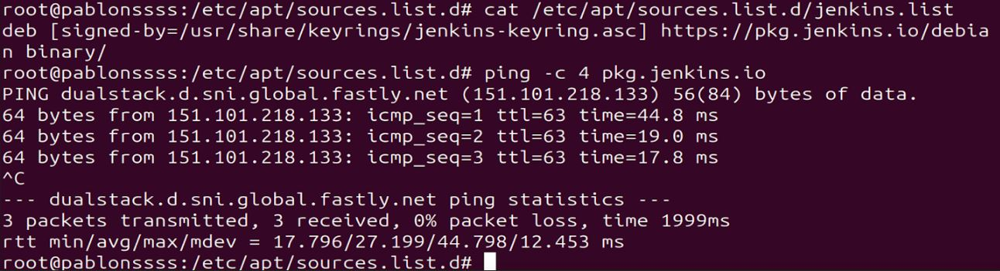 root@pablonssss:/etc/apt/sources.list.d# cat /etc/apt/sources.list.d/jenkins.list
deb [signed-by=/usr/share/keyrings/jenkins-keyring.asc] https://pkg.jenkins.io/debia
n binary/
root@pablonssss:/etc/apt/sources.list.d# ping -c 4 pkg.jenkins.io
PING dualstack.d.sni.global.fastly.net (151.101.218.133) 56(84) bytes of data.
64 bytes from 151.101.218.133: icmp_seq=1 ttl=63 time=44.8 ms
64 bytes from 151.101.218.133: icmp_seq=2 ttl=63 time=19.0 ms
64 bytes from 151.101.218.133: icmp_seq=3 ttl=63 time=17.8 ms
^C
--- dualstack.d.sni.global.fastly.net ping statistics ---
3 packets transmitted, 3 received, 0% packet loss, time 1999ms
rtt min/avg/max/mdev = 17.796/27.199/44.798/12.453 ms
root@pablonssss:/etc/apt/sources.list.d#